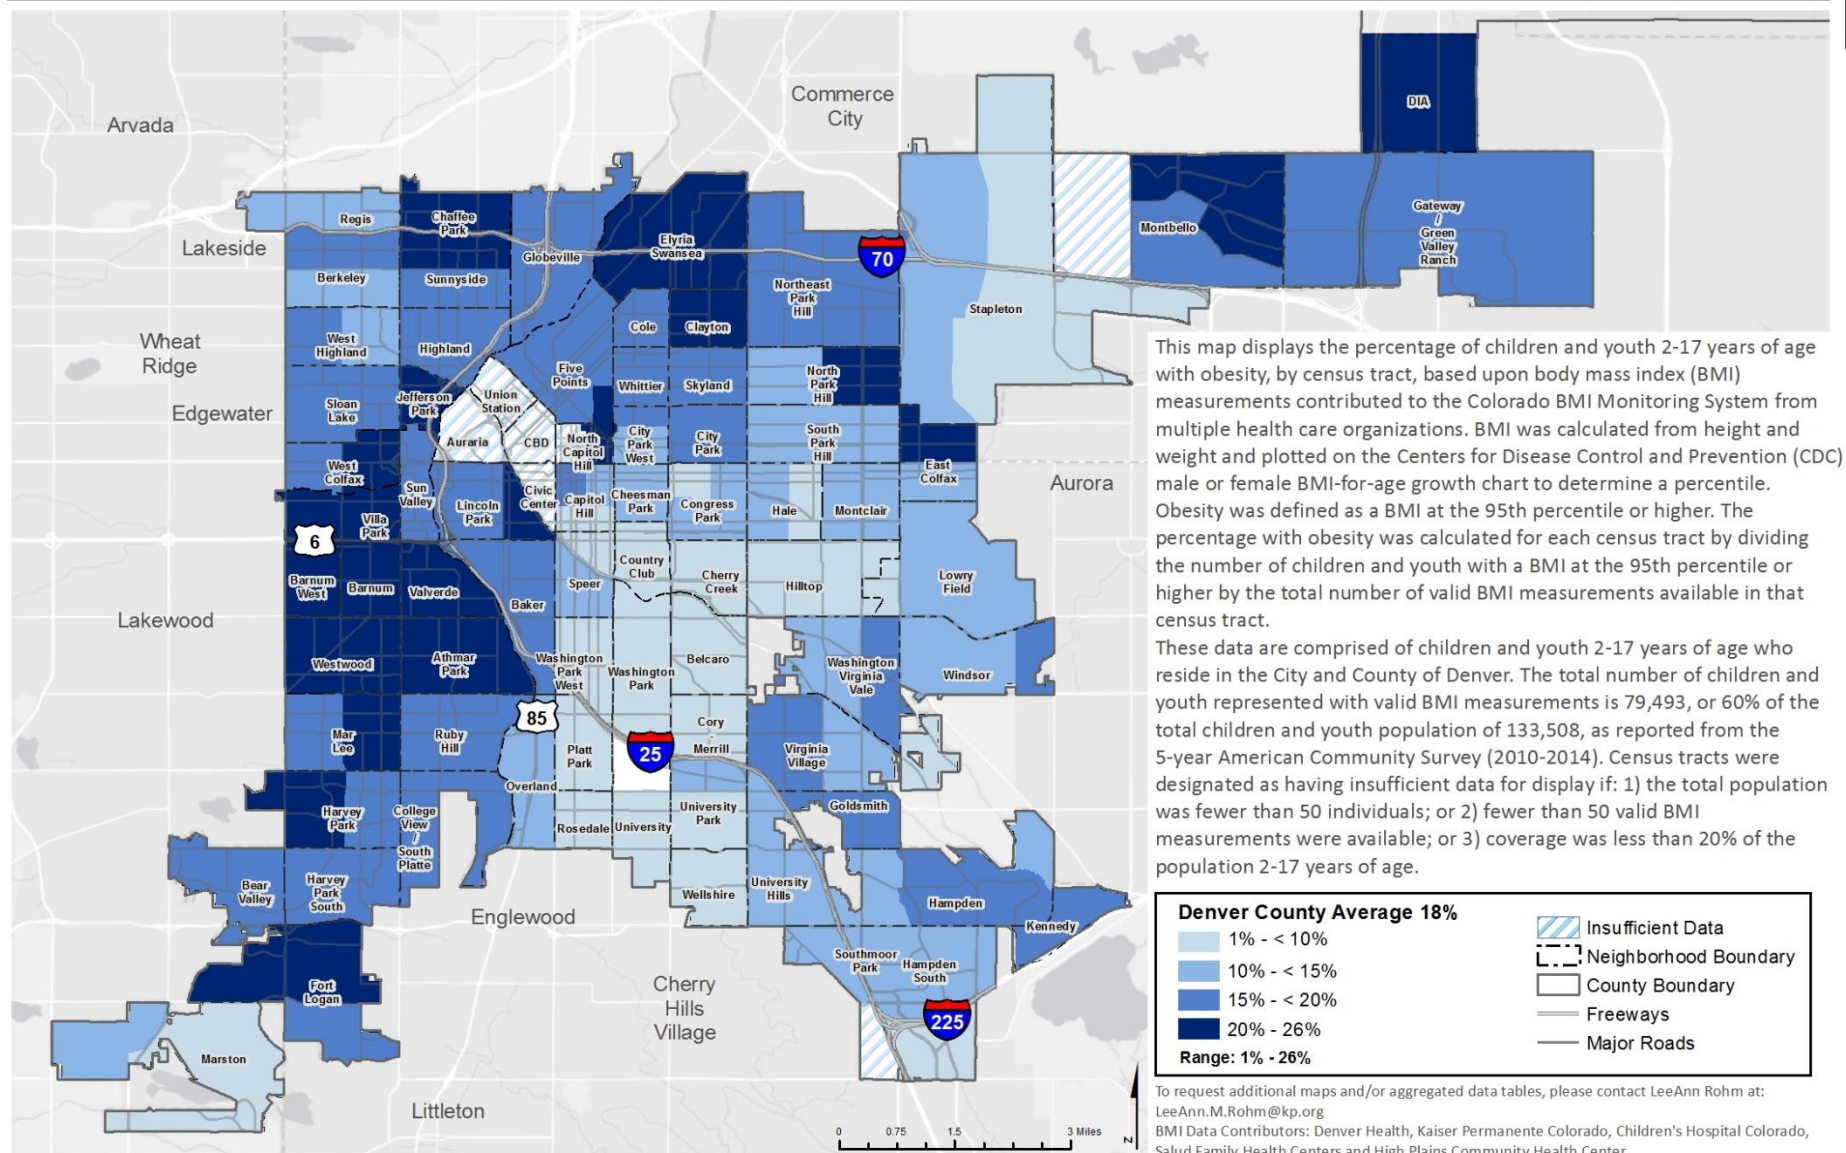 Commerce
City
Arvada
DIA
Regis
Chaffee
Park
Lakeside
Globeville
Elyria
Swansea
70
Montbello
Gateway
/
Green
Valley
Ranch
Berkeley
Sunnyside
Northeast
Park
Hill
Stapleton
Wheat
Ridge
West
Highland
Highland
Cole
Clayton
Edgewater
Sloan
Lake
Jefferson
Park
Union
Station
Five
Points
Whittier
Skyland
North
Park
Hill
Auraria
CBD
North
Capitol
Hill
City
Park
West
City
Park
South
Park
Hill
West
Colfax
East
Colfax
Aurora
Sun
Valley
Lincoln
Park
Civic
Center
Capitol
Hill
Cheesman
Park
Congress
Park
Hale
Montclair
Villa
Park
6
Barnum
West
Barnum
Valverde
Baker
Speer
Country
Club
Cherry
Creek
Hilltop
Lowry
Field
Lakewood
Westwood
Athmar
Park
Washington
Park
West
Washington
Park
Belcaro
Washington
Virginia
Vale
Windsor
85
Mar
Lee
Ruby
Hill
Platt
Park
25
Cory
-
Merrill
Virginia
Village
Overland
Harvey
Park
College
View
/
South
Platte
Rosedale
University
University
Park
Goldsmith
Bear
Valley
Harvey
Park
South
Wellshire
University
Hills
Hampden
Kennedy
Englewood
Southmoor
Park
Hampden
South
Fort
Logan
Cherry
Hills
Village
225
Marston
Littleton
0 0.75 1.5 3 Miles
N
This map displays the percentage of children and youth 2-17 years of age
with obesity, by census tract, based upon body mass index (BMI)
measurements contributed to the Colorado BMI Monitoring System from
multiple health care organizations. BMI was calculated from height and
weight and plotted on the Centers for Disease Control and Prevention (CDC)
male or female BMI-for-age growth chart to determine a percentile.
Obesity was defined as a BMI at the 95th percentile or higher. The
percentage with obesity was calculated for each census tract by dividing
the number of children and youth with a BMI at the 95th percentile or
higher by the total number of valid BMI measurements available in that
census tract.
These data are comprised of children and youth 2-17 years of age who
reside in the City and County of Denver. The total number of children and
youth represented with valid BMI measurements is 79,493, or 60% of the
total children and youth population of 133,508, as reported from the
5-year American Community Survey (2010-2014). Census tracts were
designated as having insufficient data for display if: 1) the total population
was fewer than 50 individuals; or 2) fewer than 50 valid BMI
measurements were available; or 3) coverage was less than 20% of the
population 2-17 years of age.
Denver County Average 18%
1% - < 10%
10% - < 15%
15% - < 20%
20% - 26%
Range: 1% - 26%
Insufficient Data
Neighborhood Boundary
County Boundary
Freeways
Major Roads
To request additional maps and/or aggregated data tables, please contact LeeAnn Rohm at:
LeeAnn.M.Rohm@kp.org
BMI Data Contributors: Denver Health, Kaiser Permanente Colorado, Children's Hospital Colorado,
Salud Family Health Centers and High Plains Community Health Center